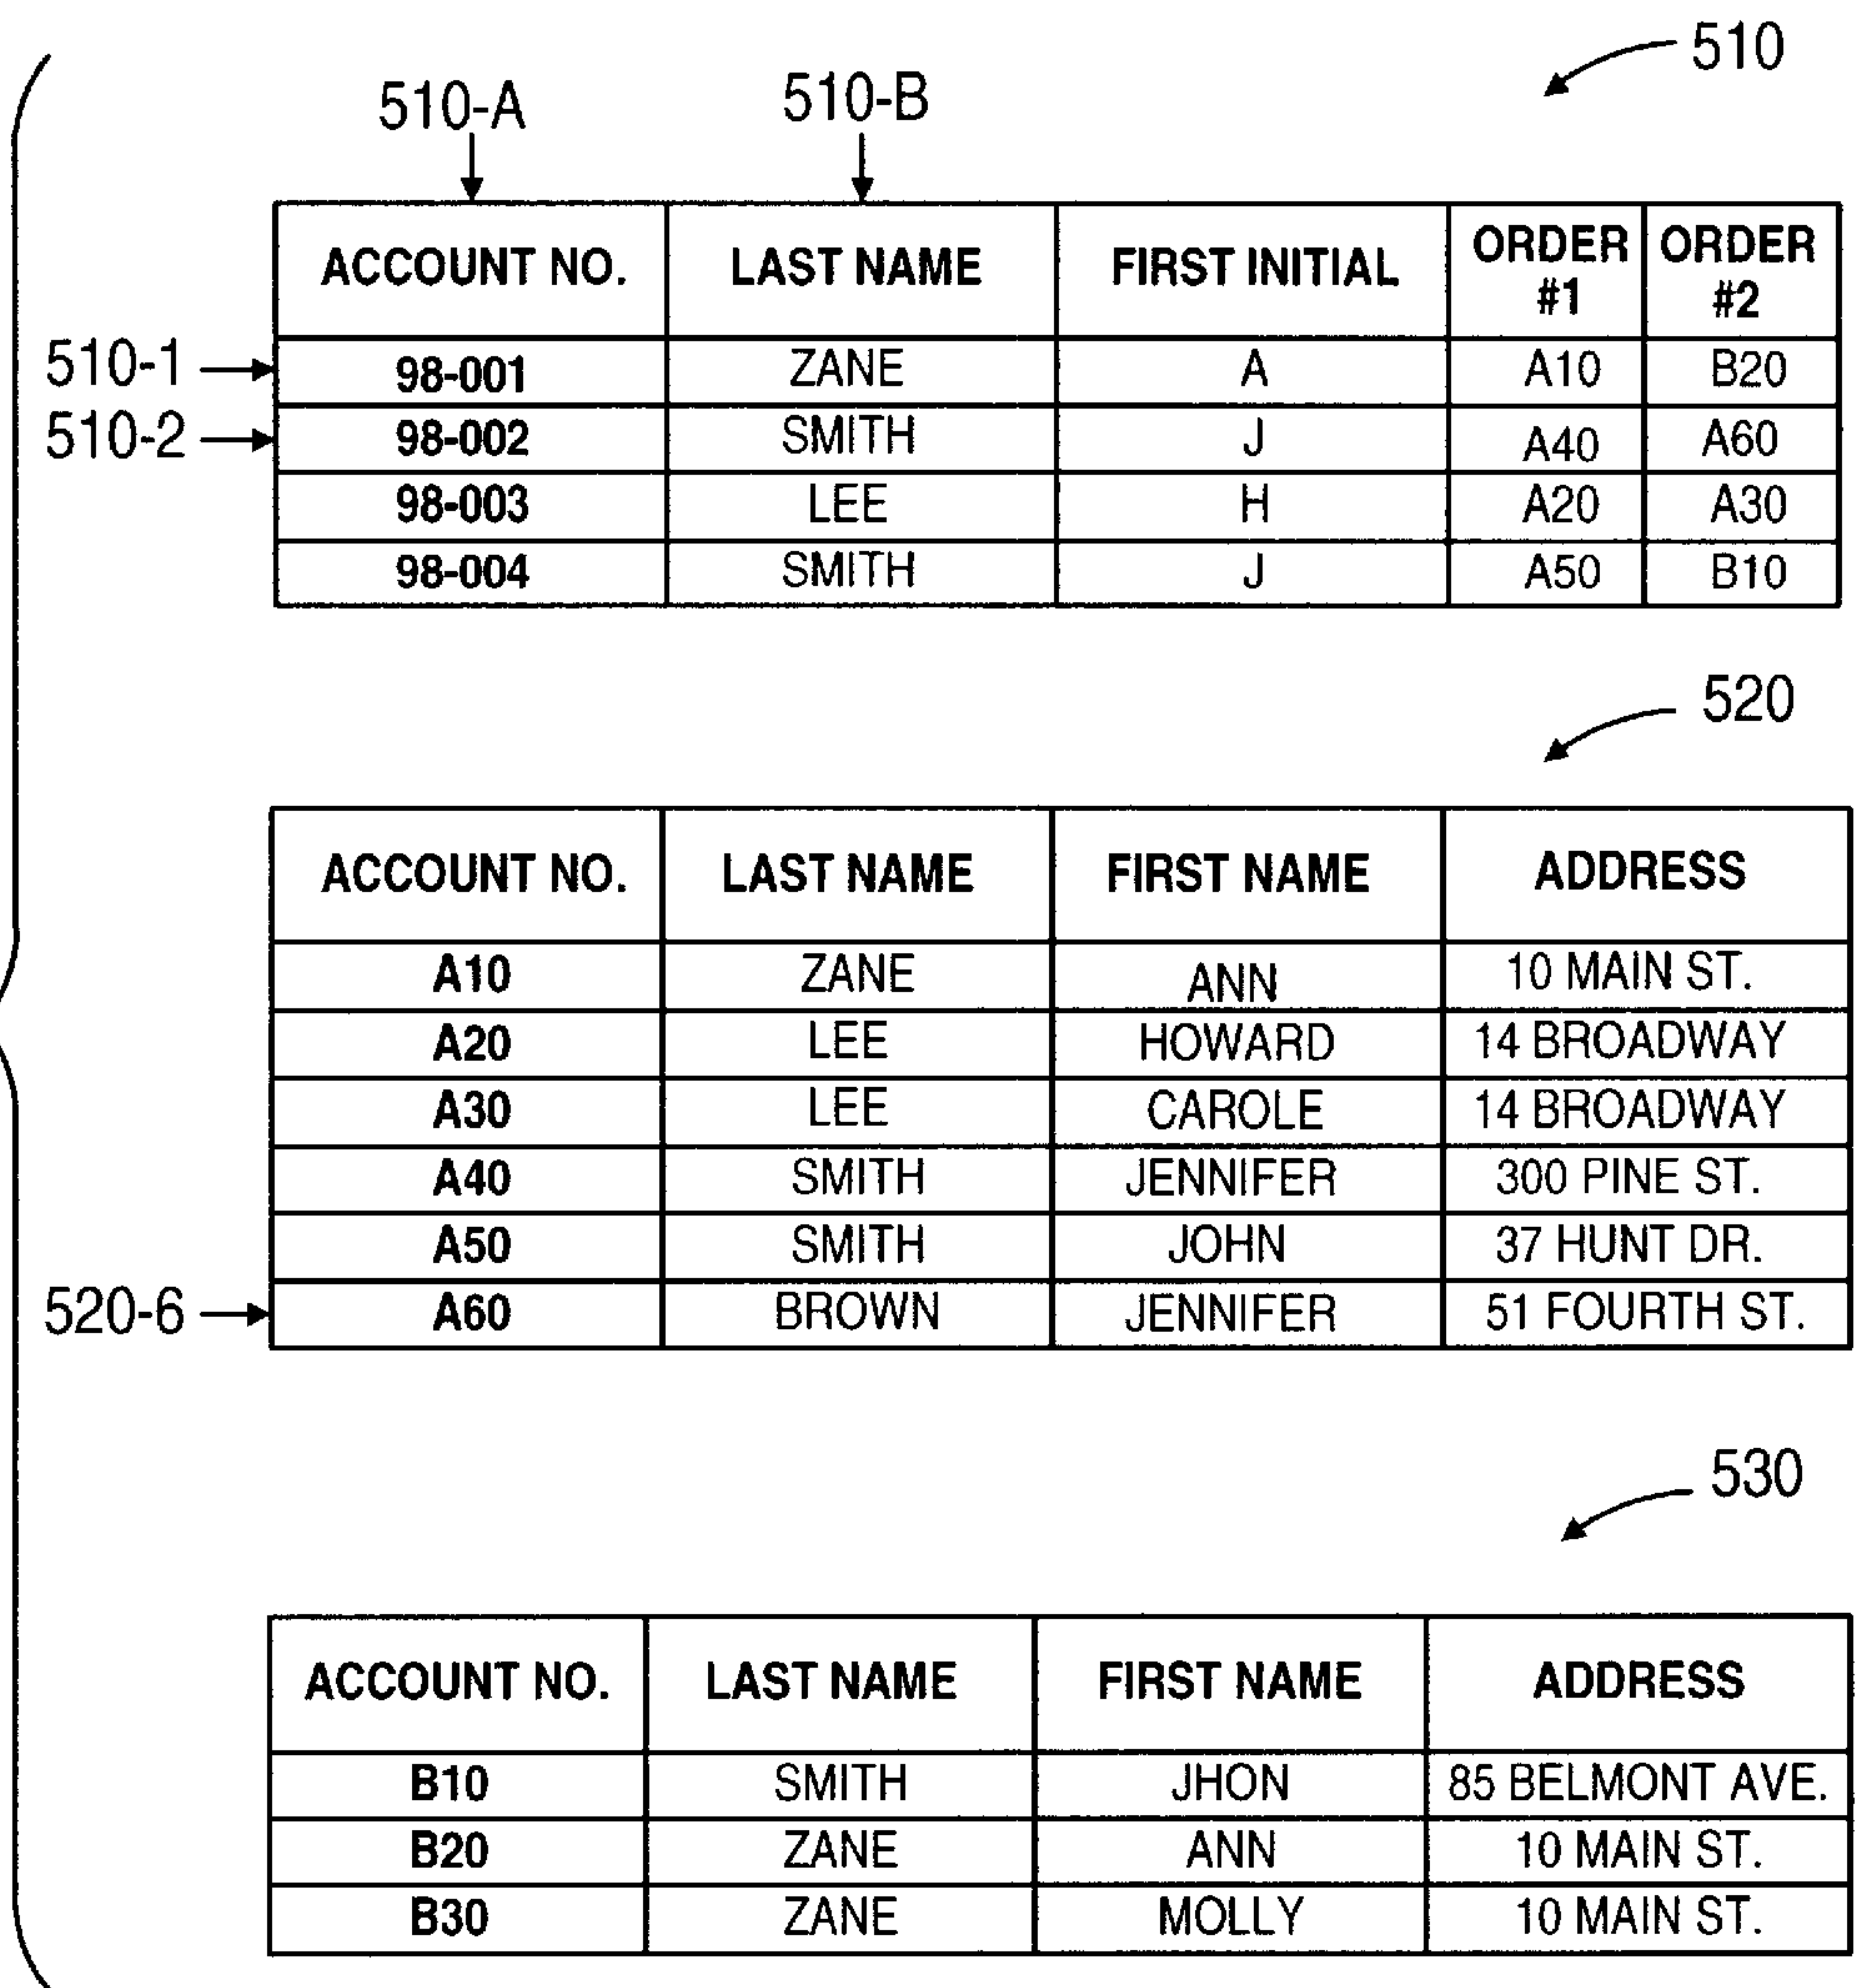 510
510-A 510-B
ACCOUNT NO. LAST NAME FIRST INITIAL ORDER #1 ORDER #2
510-1 98-001 ZANE A A10 B20
510-2 98-002 SMITH J A40 A60
98-003 LEE H A20 A30
98-004 SMITH J A50 B10
520
ACCOUNT NO. LAST NAME FIRST NAME ADDRESS
A10 ZANE ANN 10 MAIN ST.
A20 LEE HOWARD 14 BROADWAY
A30 LEE CAROLE 14 BROADWAY
A40 SMITH JENNIFER 300 PINE ST.
A50 SMITH JOHN 37 HUNT DR.
520-6 A60 BROWN JENNIFER 51 FOURTH ST.
530
ACCOUNT NO. LAST NAME FIRST NAME ADDRESS
B10 SMITH JHON 85 BELMONT AVE.
B20 ZANE ANN 10 MAIN ST.
B30 ZANE MOLLY 10 MAIN ST.